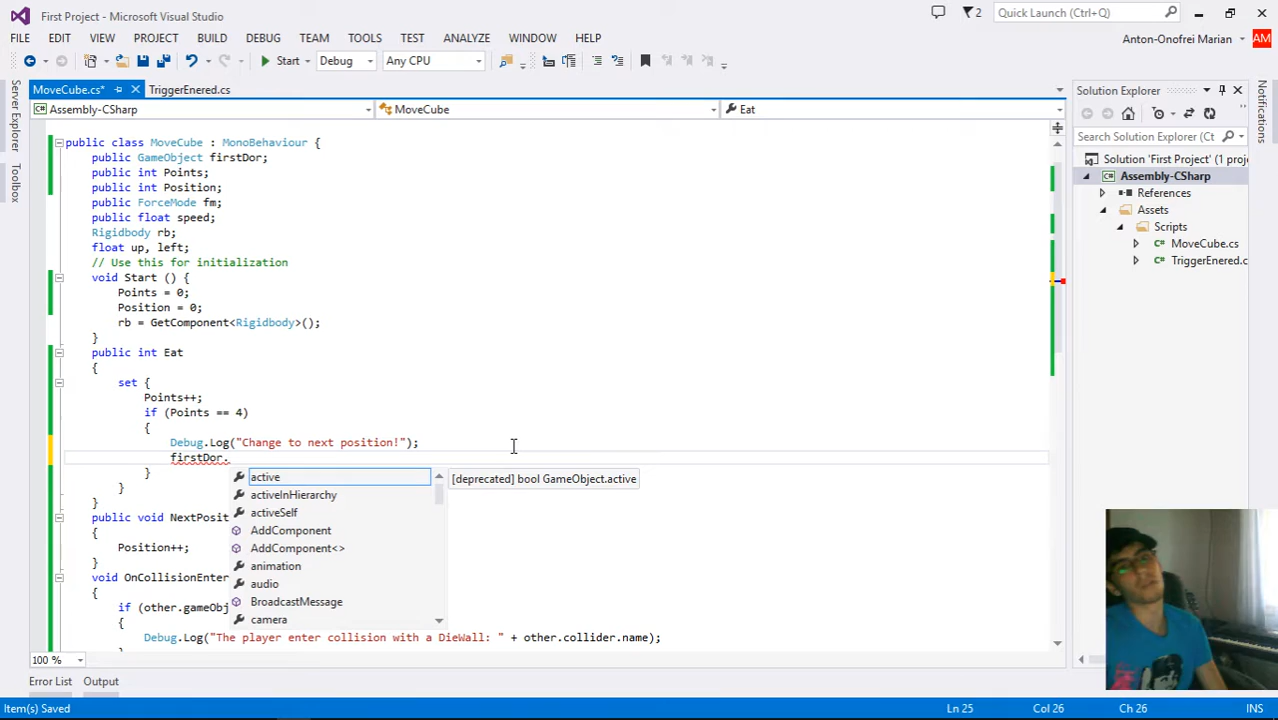 First Project - Microsoft Visual Studio
2
Quick Launch (Ctrl+Q)
FILE EDIT VIEW PROJECT BUILD DEBUG TEAM TOOLS TEST ANALYZE WINDOW HELP
Anton-Onofrei Marian
AM
Start
Debug
Any CPU
Server Explorer
Toolbox
MoveCube.cs*
TriggerEnered.cs
Assembly-CSharp
MoveCube
Eat
public class MoveCube : MonoBehaviour {
public GameObject firstDor;
public int Points;
public int Position;
public ForceMode fm;
public float speed;
Rigidbody rb;
float up, left;
// Use this for initialization
void Start () {
Points = 0;
Position = 0;
rb = GetComponent<Rigidbody>();
}
public int Eat
{
set {
Points++;
if (Points == 4)
{
Debug.Log("Change to next position!");
firstDor.
}
}
}
public void NextPosit
{
Position++;
}
void OnCollisionEnter
{
if (other.gameObj
{
Debug.Log("The player enter collision with a DieWall: " + other.collider.name);
active
activeInHierarchy
activeSelf
AddComponent
AddComponent<>
animation
audio
BroadcastMessage
camera
[deprecated] bool GameObject.active
100 %
Error List
Output
Solution Explorer
Search Solution Explorer (Ct
Solution 'First Project' (1 proje
Assembly-CSharp
References
Assets
Scripts
MoveCube.cs
TriggerEnered.c
Notifications
Item(s) Saved
Ln 25
Col 26
Ch 26
INS